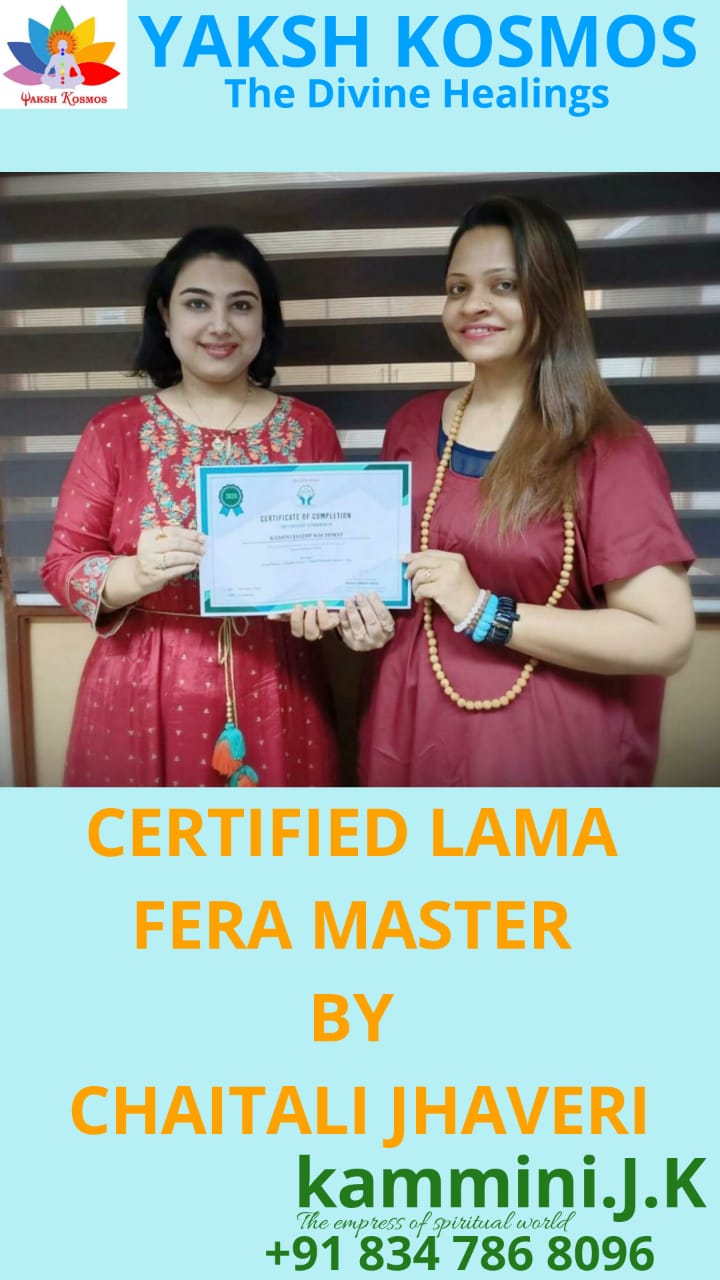 YAKSH KOSMOS
The Divine Healings
YAKSH KOSMOS
2020
CERTIFICATE OF COMPLETION
CERTIFIED LAMA
FERA MASTER
BY
CHAITALI JHAVERI
kammini.J.K
The empress of spiritual world
+91 834 786 8096